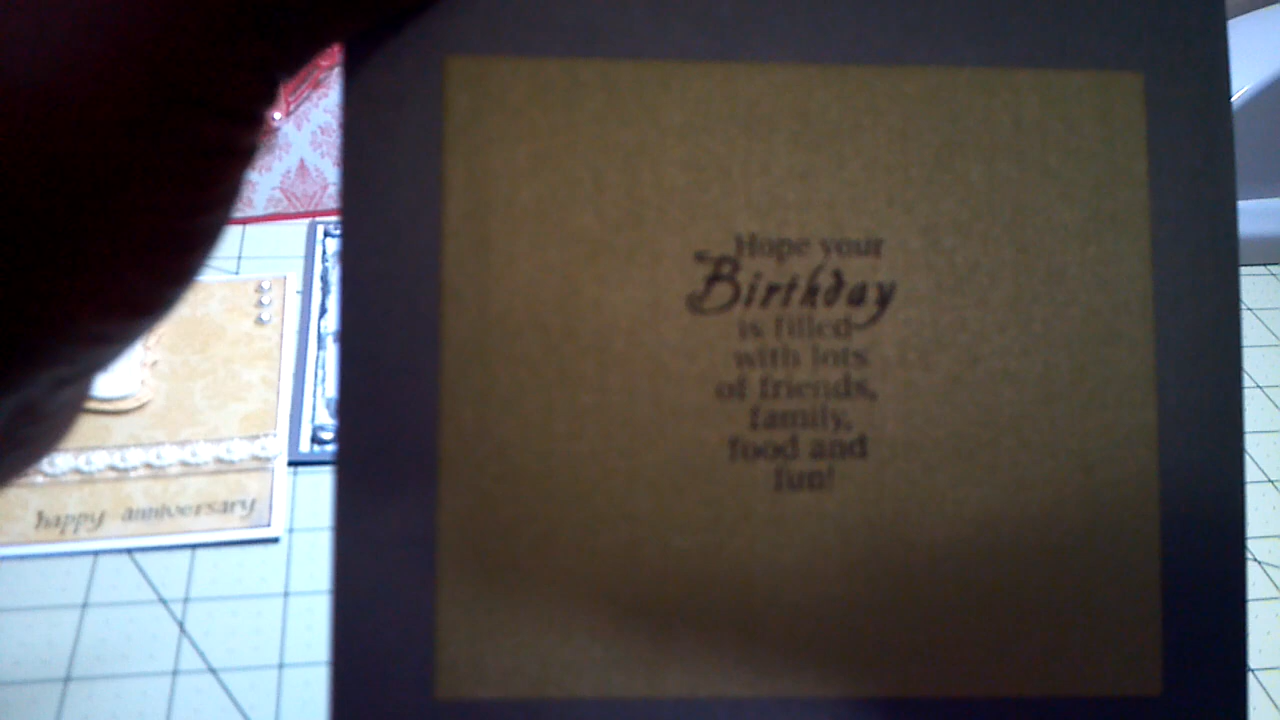 Hope your
Birthday
is filled
with lots
of friends,
family,
food and
fun!
happy anniversary